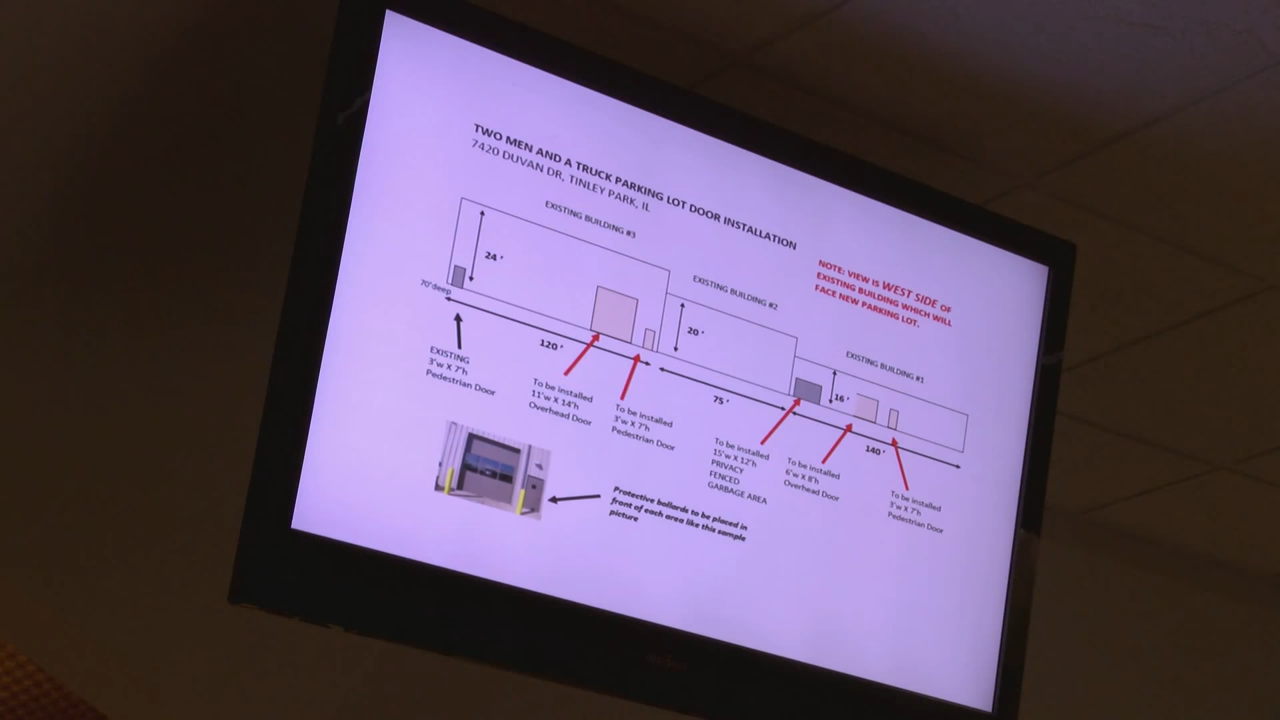 TWO MEN AND A TRUCK PARKING LOT DOOR INSTALLATION
7420 DUVAN DR, TINLEY PARK, IL
EXISTING BUILDING #3
24 '
70'deep
120 '
EXISTING BUILDING #2
20 '
75 '
NOTE: VIEW IS WEST SIDE OF
EXISTING BUILDING WHICH WILL
FACE NEW PARKING LOT.
EXISTING BUILDING #1
16 '
140 '
EXISTING
3'w X 7'h
Pedestrian Door
To be installed
11'w X 14'h
Overhead Door
To be installed
3'w X 7'h
Pedestrian Door
To be installed
15'w X 12'h
PRIVACY
FENCED
GARBAGE AREA
To be installed
6'w X 8'h
Overhead Door
To be installed
3'w X 7'h
Pedestrian Door
Protective bollards to be placed in
front of each area like this sample
picture